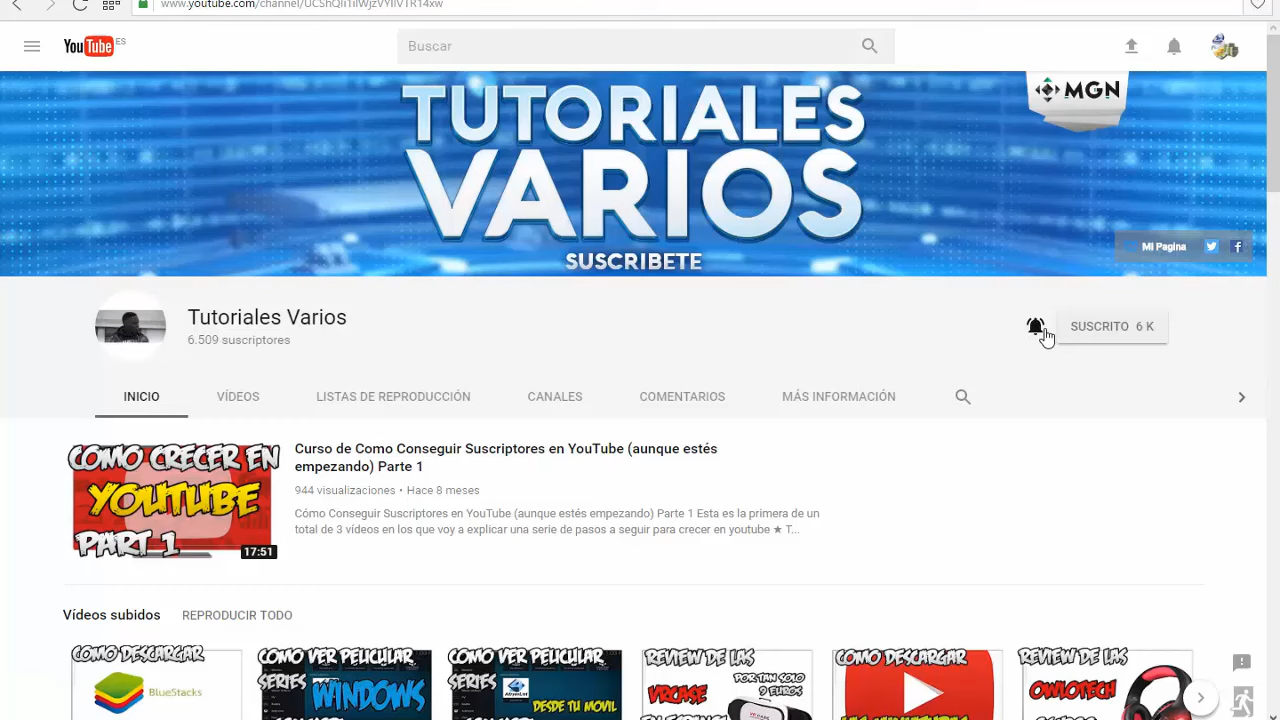 www.youtube.com/channel/
YouTube ES
Buscar
MGN
TUTORIALES
VARIOS
SUSCRIBETE
Mi Pagina
Tutoriales Varios
6.509 suscriptores
SUSCRITO 6 K
INICIO
VÍDEOS
LISTAS DE REPRODUCCIÓN
CANALES
COMENTARIOS
MÁS INFORMACIÓN
COMO CRECER EN
YOUTUBE
PART 1
17:51
Curso de Como Conseguir Suscriptores en YouTube (aunque estés
empezando) Parte 1
944 visualizaciones • Hace 8 meses
Cómo Conseguir Suscriptores en YouTube (aunque estés empezando) Parte 1 Esta es la primera de un
total de 3 vídeos en los que voy a explicar una serie de pasos a seguir para crecer en youtube ★ T...
Vídeos subidos
REPRODUCIR TODO
COMO DESCARGAR
BlueStacks
COMO VER PELICULAR,
SERIES
WINDOWS
COMO VER PELICULAR,
SERIES
DESDE TU MOVIL
REVIEW DE LAS
VRCASE
POR TAN SOLO
9 EUROS
COMO DESCARGAR
REVIEW DE LAS
OWLOTECH